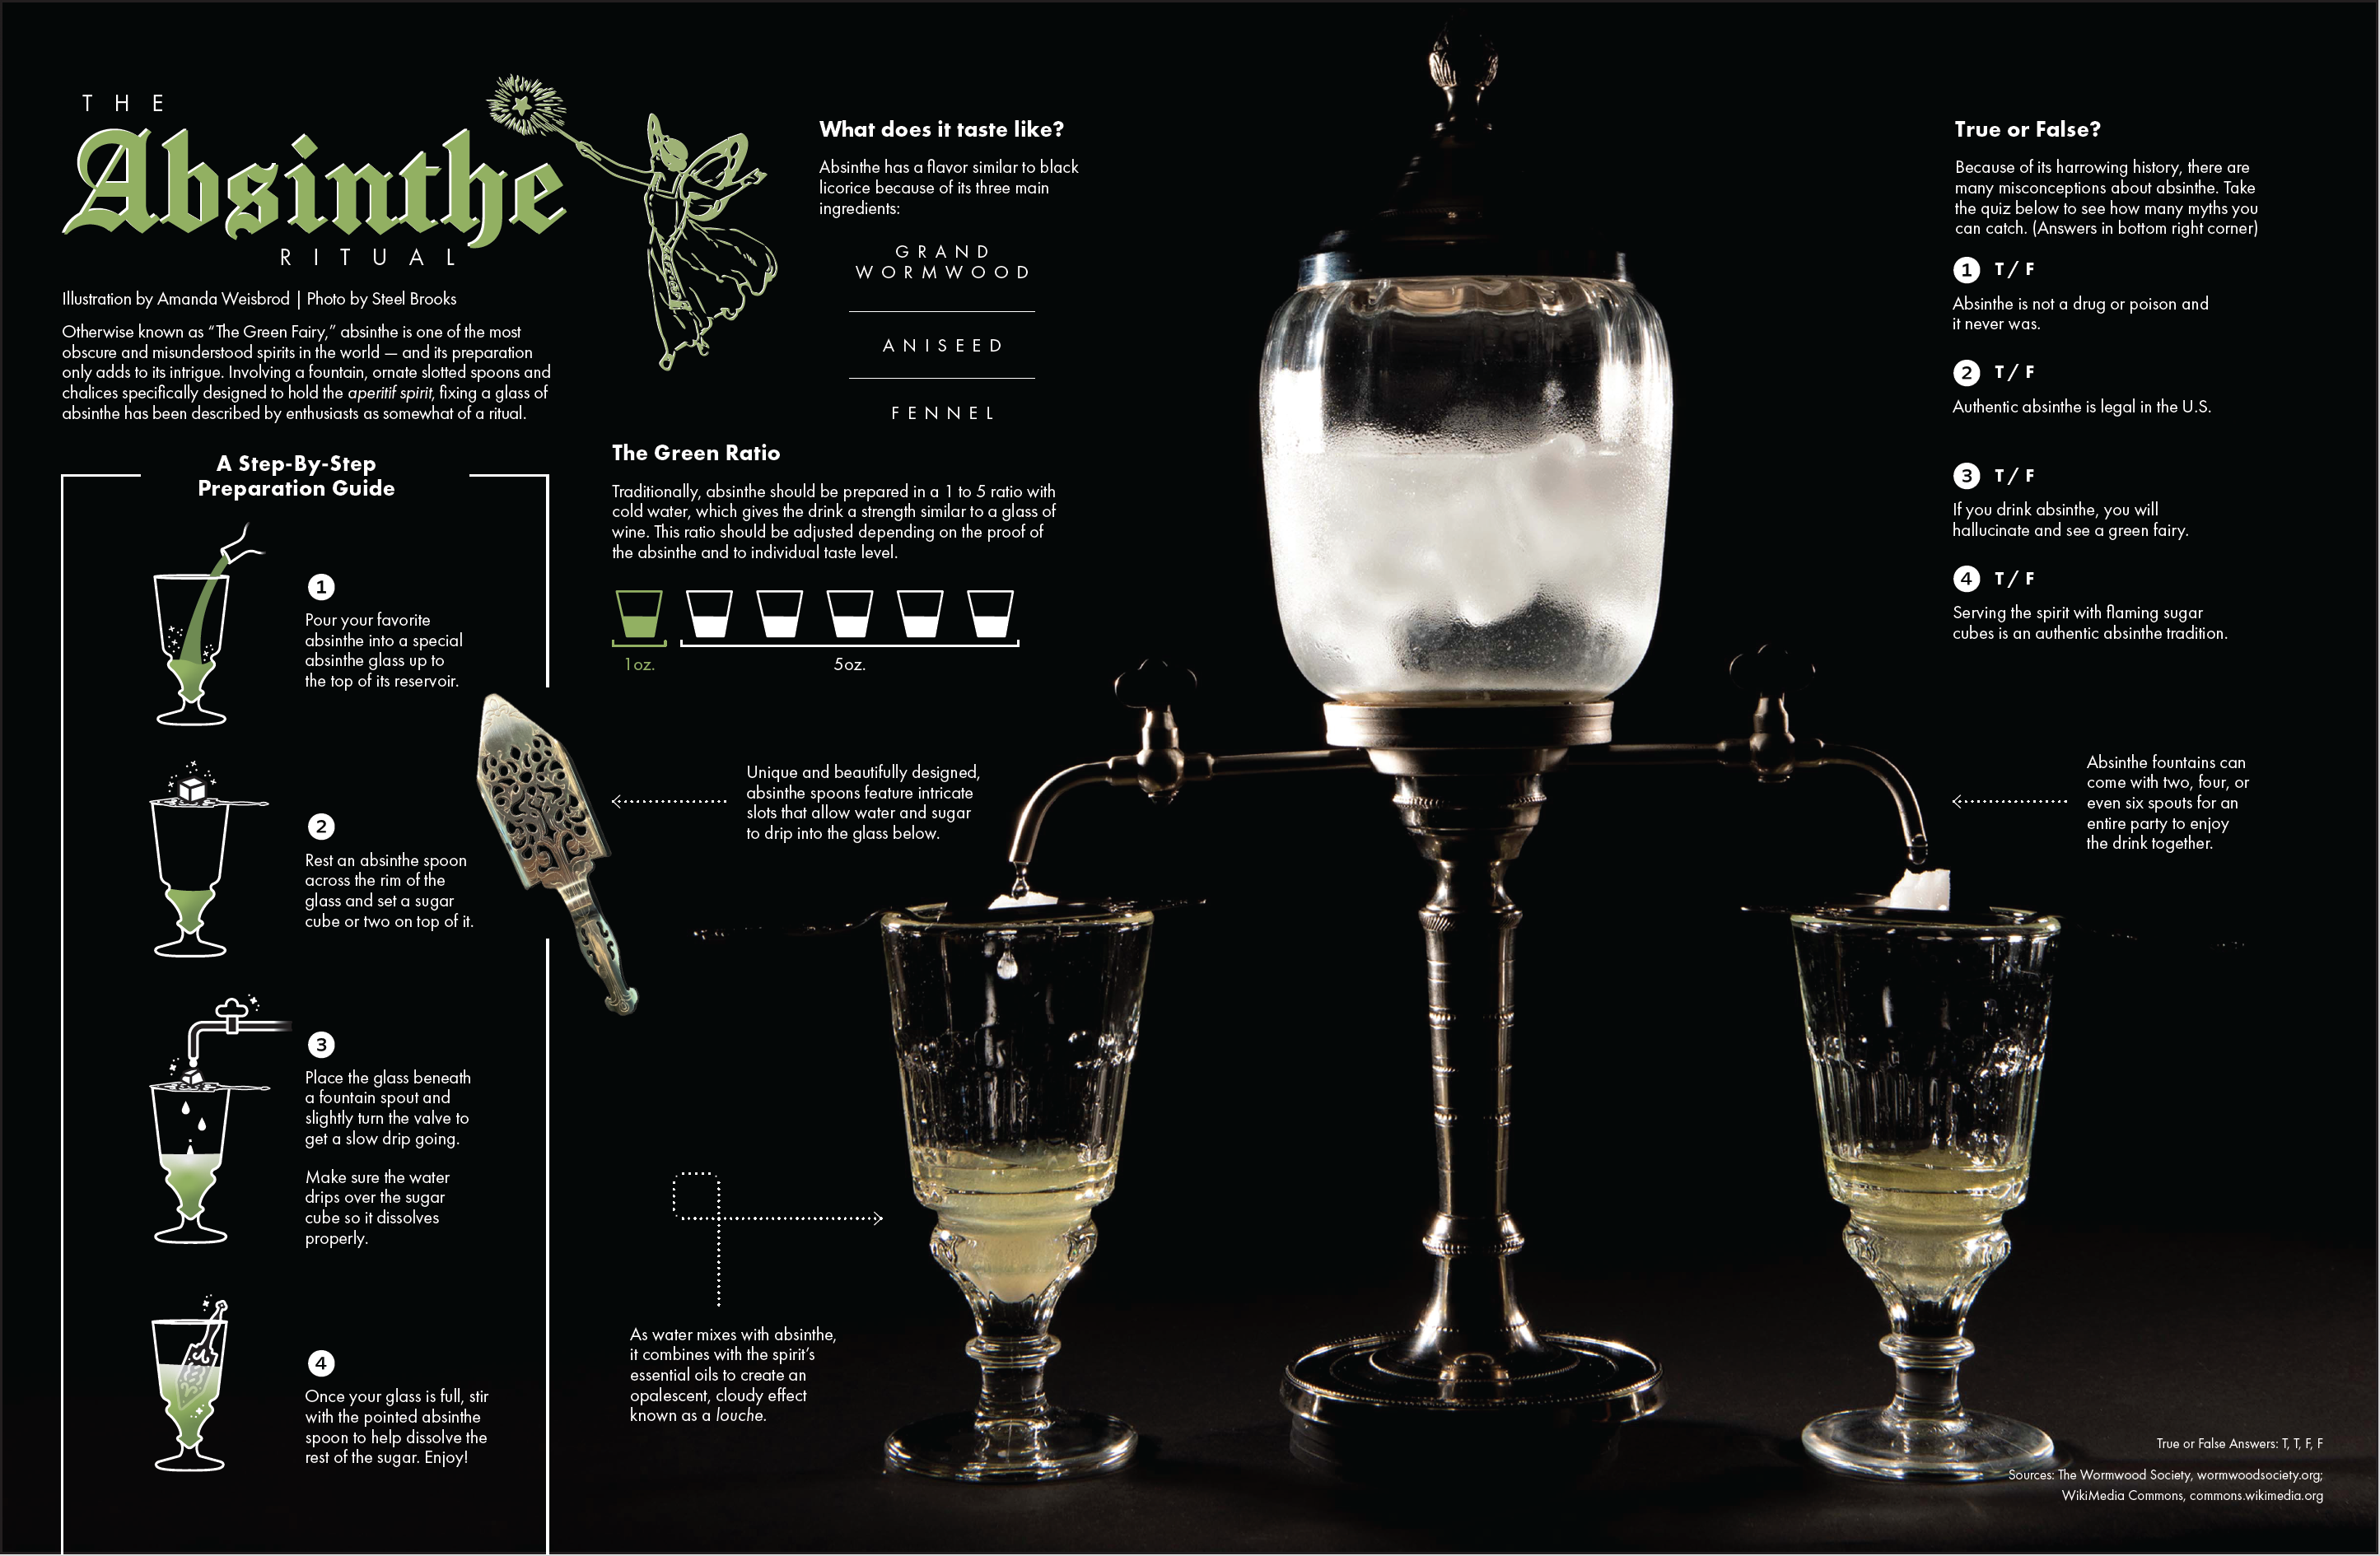 THE
Absinthe
RITUAL
Illustration by Amanda Weisbrod | Photo by Steel Brooks
Otherwise known as “The Green Fairy,” absinthe is one of the most
obscure and misunderstood spirits in the world — and its preparation
only adds to its intrigue. Involving a fountain, ornate slotted spoons and
chalices specifically designed to hold the aperitif spirit, fixing a glass of
absinthe has been described by enthusiasts as somewhat of a ritual.
A Step-By-Step
Preparation Guide
1
Pour your favorite
absinthe into a special
absinthe glass up to
the top of its reservoir.
2
Rest an absinthe spoon
across the rim of the
glass and set a sugar
cube or two on top of it.
3
Place the glass beneath
a fountain spout and
slightly turn the valve to
get a slow drip going.
Make sure the water
drips over the sugar
cube so it dissolves
properly.
4
Once your glass is full, stir
with the pointed absinthe
spoon to help dissolve the
rest of the sugar. Enjoy!
What does it taste like?
Absinthe has a flavor similar to black
licorice because of its three main
ingredients:
GRAND
WORMWOOD
ANISEED
FENNEL
The Green Ratio
Traditionally, absinthe should be prepared in a 1 to 5 ratio with
cold water, which gives the drink a strength similar to a glass of
wine. This ratio should be adjusted depending on the proof of
the absinthe and to individual taste level.
1oz.
5oz.
Unique and beautifully designed,
absinthe spoons feature intricate
slots that allow water and sugar
to drip into the glass below.
As water mixes with absinthe,
it combines with the spirit’s
essential oils to create an
opalescent, cloudy effect
known as a louche.
True or False?
Because of its harrowing history, there are
many misconceptions about absinthe. Take
the quiz below to see how many myths you
can catch. (Answers in bottom right corner)
1 T / F
Absinthe is not a drug or poison and
it never was.
2 T / F
Authentic absinthe is legal in the U.S.
3 T / F
If you drink absinthe, you will
hallucinate and see a green fairy.
4 T / F
Serving the spirit with flaming sugar
cubes is an authentic absinthe tradition.
Absinthe fountains can
come with two, four, or
even six spouts for an
entire party to enjoy
the drink together.
True or False Answers: T, T, F, F
Sources: The Wormwood Society, wormwoodsociety.org;
WikiMedia Commons, commons.wikimedia.org